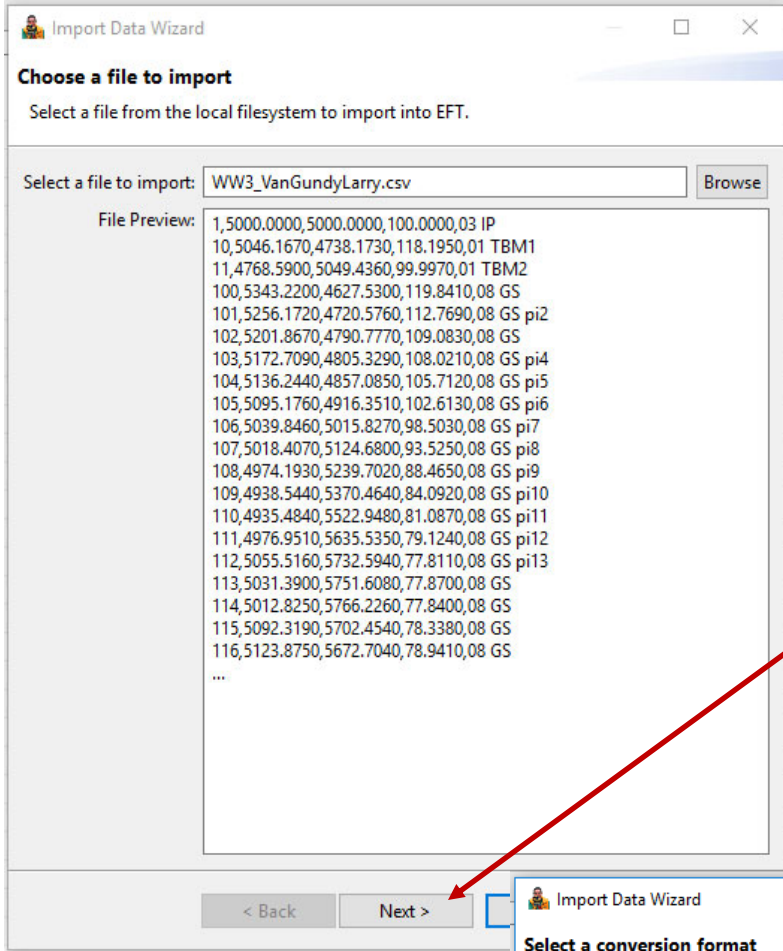 Import Data Wizard
Choose a file to import
Select a file from the local filesystem to import into EFT.
Select a file to import: WW3_VanGundyLarry.csv Browse
File Preview:
1,5000.0000,5000.0000,100.0000,03 IP
10,5046.1670,4738.1730,118.1950,01 TBM1
11,4768.5900,5049.4360,99.9970,01 TBM2
100,5343.2200,4627.5300,119.8410,08 GS
101,5256.1720,4720.5760,112.7690,08 GS pi2
102,5201.8670,4790.7770,109.0830,08 GS
103,5172.7090,4805.3290,108.0210,08 GS pi4
104,5136.2440,4857.0850,105.7120,08 GS pi5
105,5095.1760,4916.3510,102.6130,08 GS pi6
106,5039.8460,5015.8270,98.5030,08 GS pi7
107,5018.4070,5124.6800,93.5250,08 GS pi8
108,4974.1930,5239.7020,88.4650,08 GS pi9
109,4938.5440,5370.4640,84.0920,08 GS pi10
110,4935.4840,5522.9480,81.0870,08 GS pi11
111,4976.9510,5635.5350,79.1240,08 GS pi12
112,5055.5160,5732.5940,77.8110,08 GS pi13
113,5031.3900,5751.6080,77.8700,08 GS
114,5012.8250,5766.2260,77.8400,08 GS
115,5092.3190,5702.4540,78.3380,08 GS
116,5123.8750,5672.7040,78.9410,08 GS
...
< Back Next >
Import Data Wizard
Select a conversion format